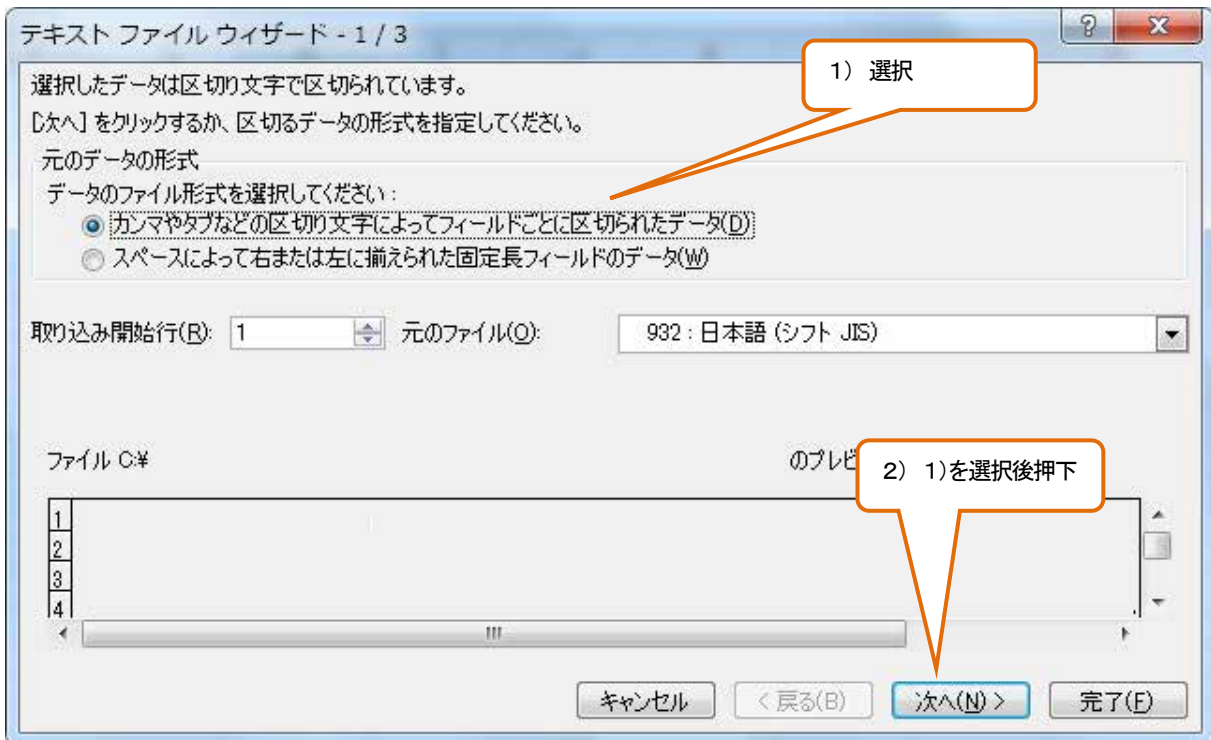 テキスト ファイル ウィザード - 1 / 3
1) 選択
選択したデータは区切り文字で区切られています。
[次へ] をクリックするか、区切るデータの形式を指定してください。
元のデータの形式
データのファイル形式を選択してください:
カンマやタブなどの区切り文字によってフィールドごとに区切られたデータ(D)
スペースによって右または左に揃えられた固定長フィールドのデータ(W)
取り込み開始行(R): 1 元のファイル(O): 932 : 日本語 (シフト JIS)
ファイル C:¥ のプレビ
2) 1)を選択後押下
1
2
3
4
キャンセル < 戻る(B) 次へ(N) > 完了(F)